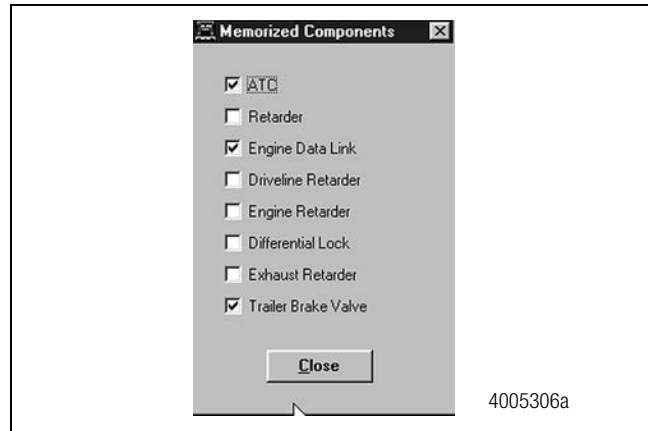 Memorized Components
ATC
Retarder
Engine Data Link
Driveline Retarder
Engine Retarder
Differential Lock
Exhaust Retarder
Trailer Brake Valve
Close
4005306a